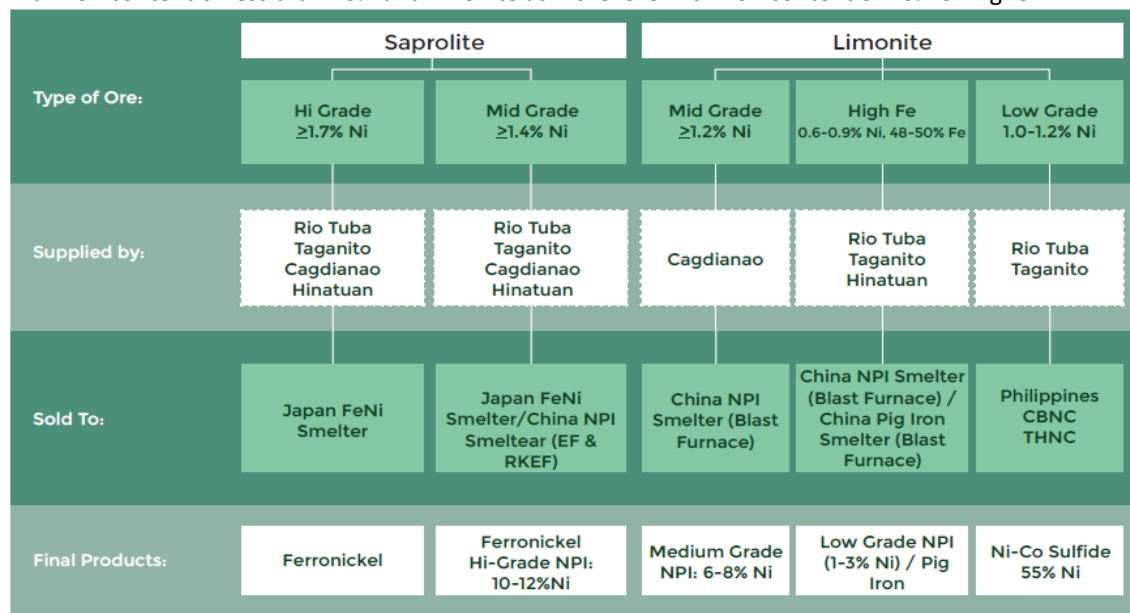 Saprolite
Limonite
Type of Ore:
Hi Grade
≥1.7% Ni
Mid Grade
≥1.4% Ni
Mid Grade
≥1.2% Ni
High Fe
0.6-0.9% Ni, 48-50% Fe
Low Grade
1.0-1.2% Ni
Supplied by:
Rio Tuba
Taganito
Cagdianao
Hinatuan
Rio Tuba
Taganito
Cagdianao
Hinatuan
Cagdianao
Rio Tuba
Taganito
Hinatuan
Rio Tuba
Taganito
Sold To:
Japan FeNi
Smelter
Japan FeNi
Smelter/China NPI
Smeltear (EF &
RKEF)
China NPI
Smelter (Blast
Furnace)
China NPI Smelter
(Blast Furnace) /
China Pig Iron
Smelter (Blast
Furnace)
Philippines
CBNC
THNC
Final Products:
Ferronickel
Ferronickel
Hi-Grade NPI:
10-12%Ni
Medium Grade
NPI: 6-8% Ni
Low Grade NPI
(1-3% Ni) / Pig
Iron
Ni-Co Sulfide
55% Ni